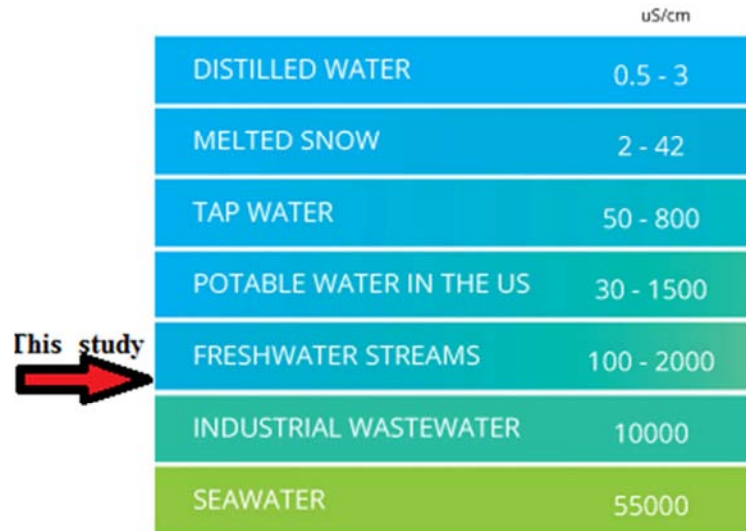 uS/cm
DISTILLED WATER 0.5 - 3
MELTED SNOW 2 - 42
TAP WATER 50 - 800
POTABLE WATER IN THE US 30 - 1500
This study
FRESHWATER STREAMS 100 - 2000
INDUSTRIAL WASTEWATER 10000
SEAWATER 55000